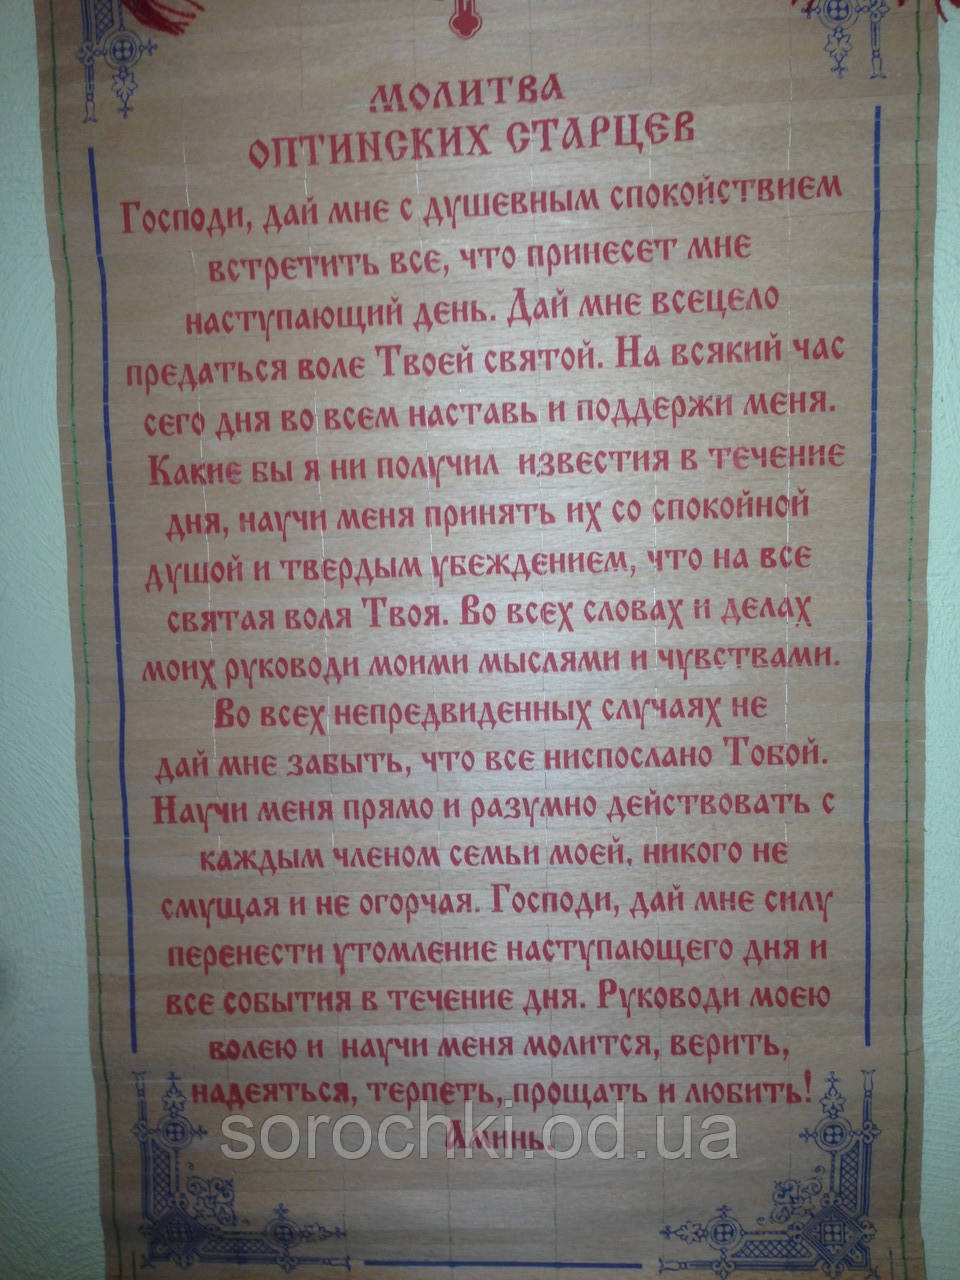 МОЛИТВА
ОПТИНСКИХ СТАРЦЕВ
Господи, дай мне с душевным спокойствием
встретить все, что принесет мне
наступающий день. Дай мне всецело
предаться воле Твоей святой. На всякий час
сего дня во всем наставь и поддержи меня.
Какие бы я ни получил известия в течение
дня, научи меня принять их со спокойной
душой и твердым убеждением, что на все
святая воля Твоя. Во всех словах и делах
моих руководи моими мыслями и чувствами.
Во всех непредвиденных случаях не
дай мне забыть, что все ниспослано Тобой.
Научи меня прямо и разумно действовать с
каждым членом семьи моей, никого не
смущая и не огорчая. Господи, дай мне силу
перенести утомление наступающего дня и
все события в течение дня. Руководи моею
волею и научи меня молится, верить,
надеяться, терпеть, прощать и любить!
Аминь.
sorochki.od.ua